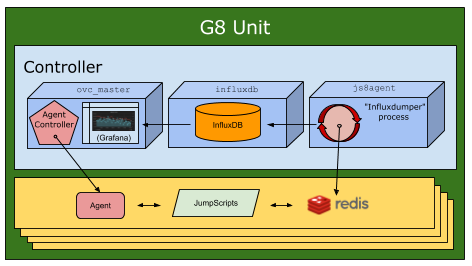 G8 Unit
Controller
ovc_master
influxdb
js8agent
Agent
Controller
(Grafana)
InfluxDB
"Influxdumper"
process
Agent
JumpScripts
redis